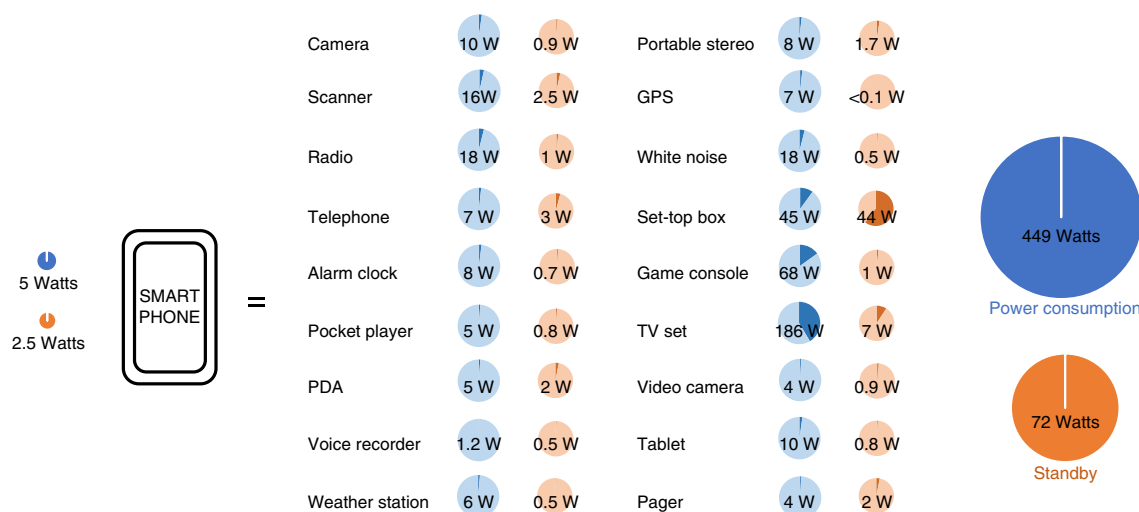 5 Watts
2.5 Watts
SMART
PHONE
=
Camera 10 W 0.9 W
Scanner 16W 2.5 W
Radio 18 W 1 W
Telephone 7 W 3 W
Alarm clock 8 W 0.7 W
Pocket player 5 W 0.8 W
PDA 5 W 2 W
Voice recorder 1.2 W 0.5 W
Weather station 6 W 0.5 W
Portable stereo 8 W 1.7 W
GPS 7 W <0.1 W
White noise 18 W 0.5 W
Set-top box 45 W 44 W
Game console 68 W 1 W
TV set 186 W 7 W
Video camera 4 W 0.9 W
Tablet 10 W 0.8 W
Pager 4 W 2 W
449 Watts
Power consumption
72 Watts
Standby